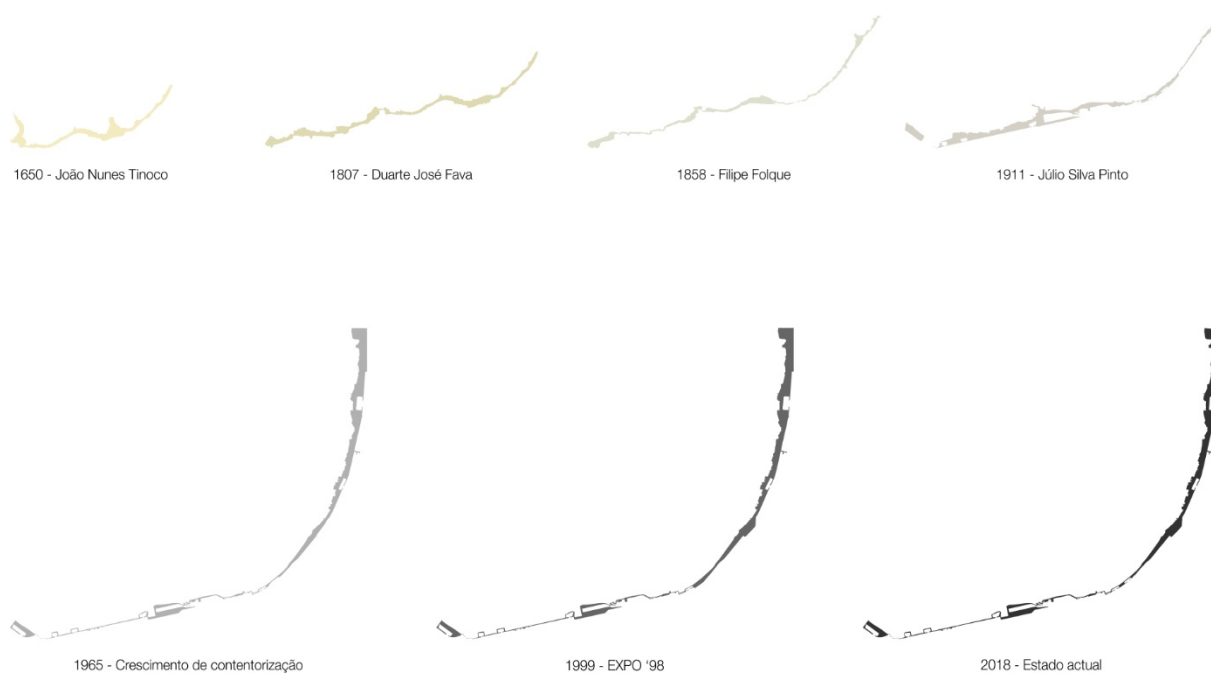 1650 - João Nunes Tinoco
1807 - Duarte José Fava
1858 - Filipe Folque
1911 - Júlio Silva Pinto
1965 - Crescimento de contentorização
1999 - EXPO '98
2018 - Estado actual